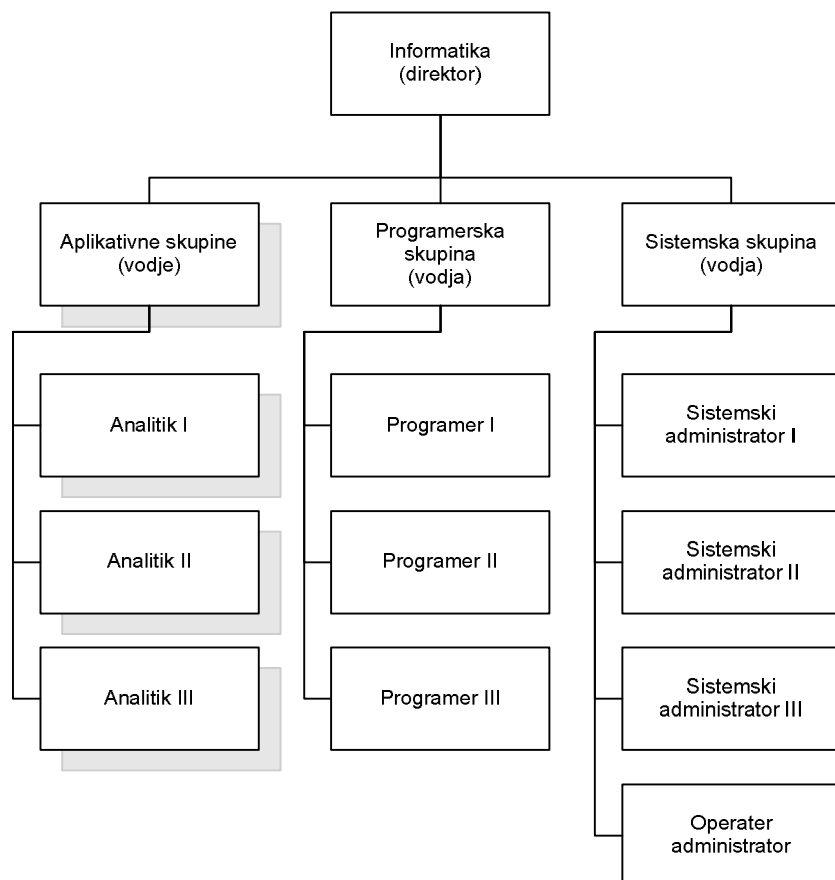 Informatika
(direktor)
Aplikativne skupine
(vodje)
Programerska
skupina
(vodja)
Sistemska skupina
(vodja)
Analitik I
Programer I
Sistemski
administrator I
Analitik II
Programer II
Sistemski
administrator II
Analitik III
Programer III
Sistemski
administrator III
Operater
administrator